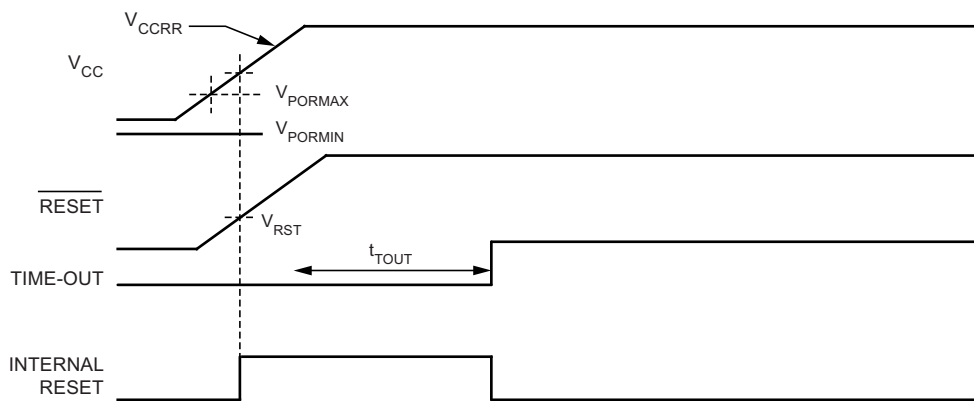 VCCRR
VCC
VPORMAX
VPORMIN
RESET
VRST
tTOUT
TIME-OUT
INTERNAL
RESET